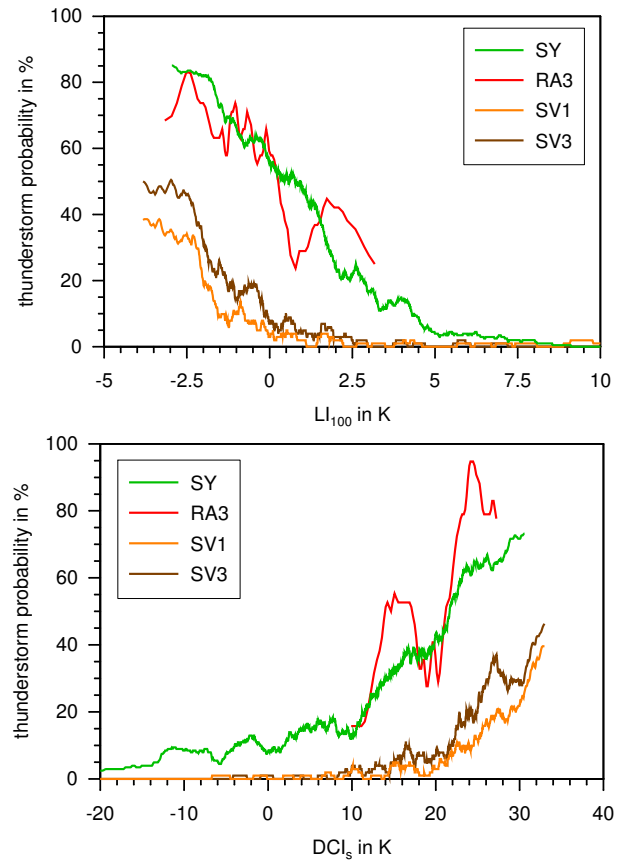 thunderstorm probability in %
100
80
60
40
20
0
SY
RA3
SV1
SV3
-5 -2.5 0 2.5 5 7.5 10
LI100 in K
thunderstorm probability in %
100
80
60
40
20
0
SY
RA3
SV1
SV3
-20 -10 0 10 20 30 40
DCIs in K